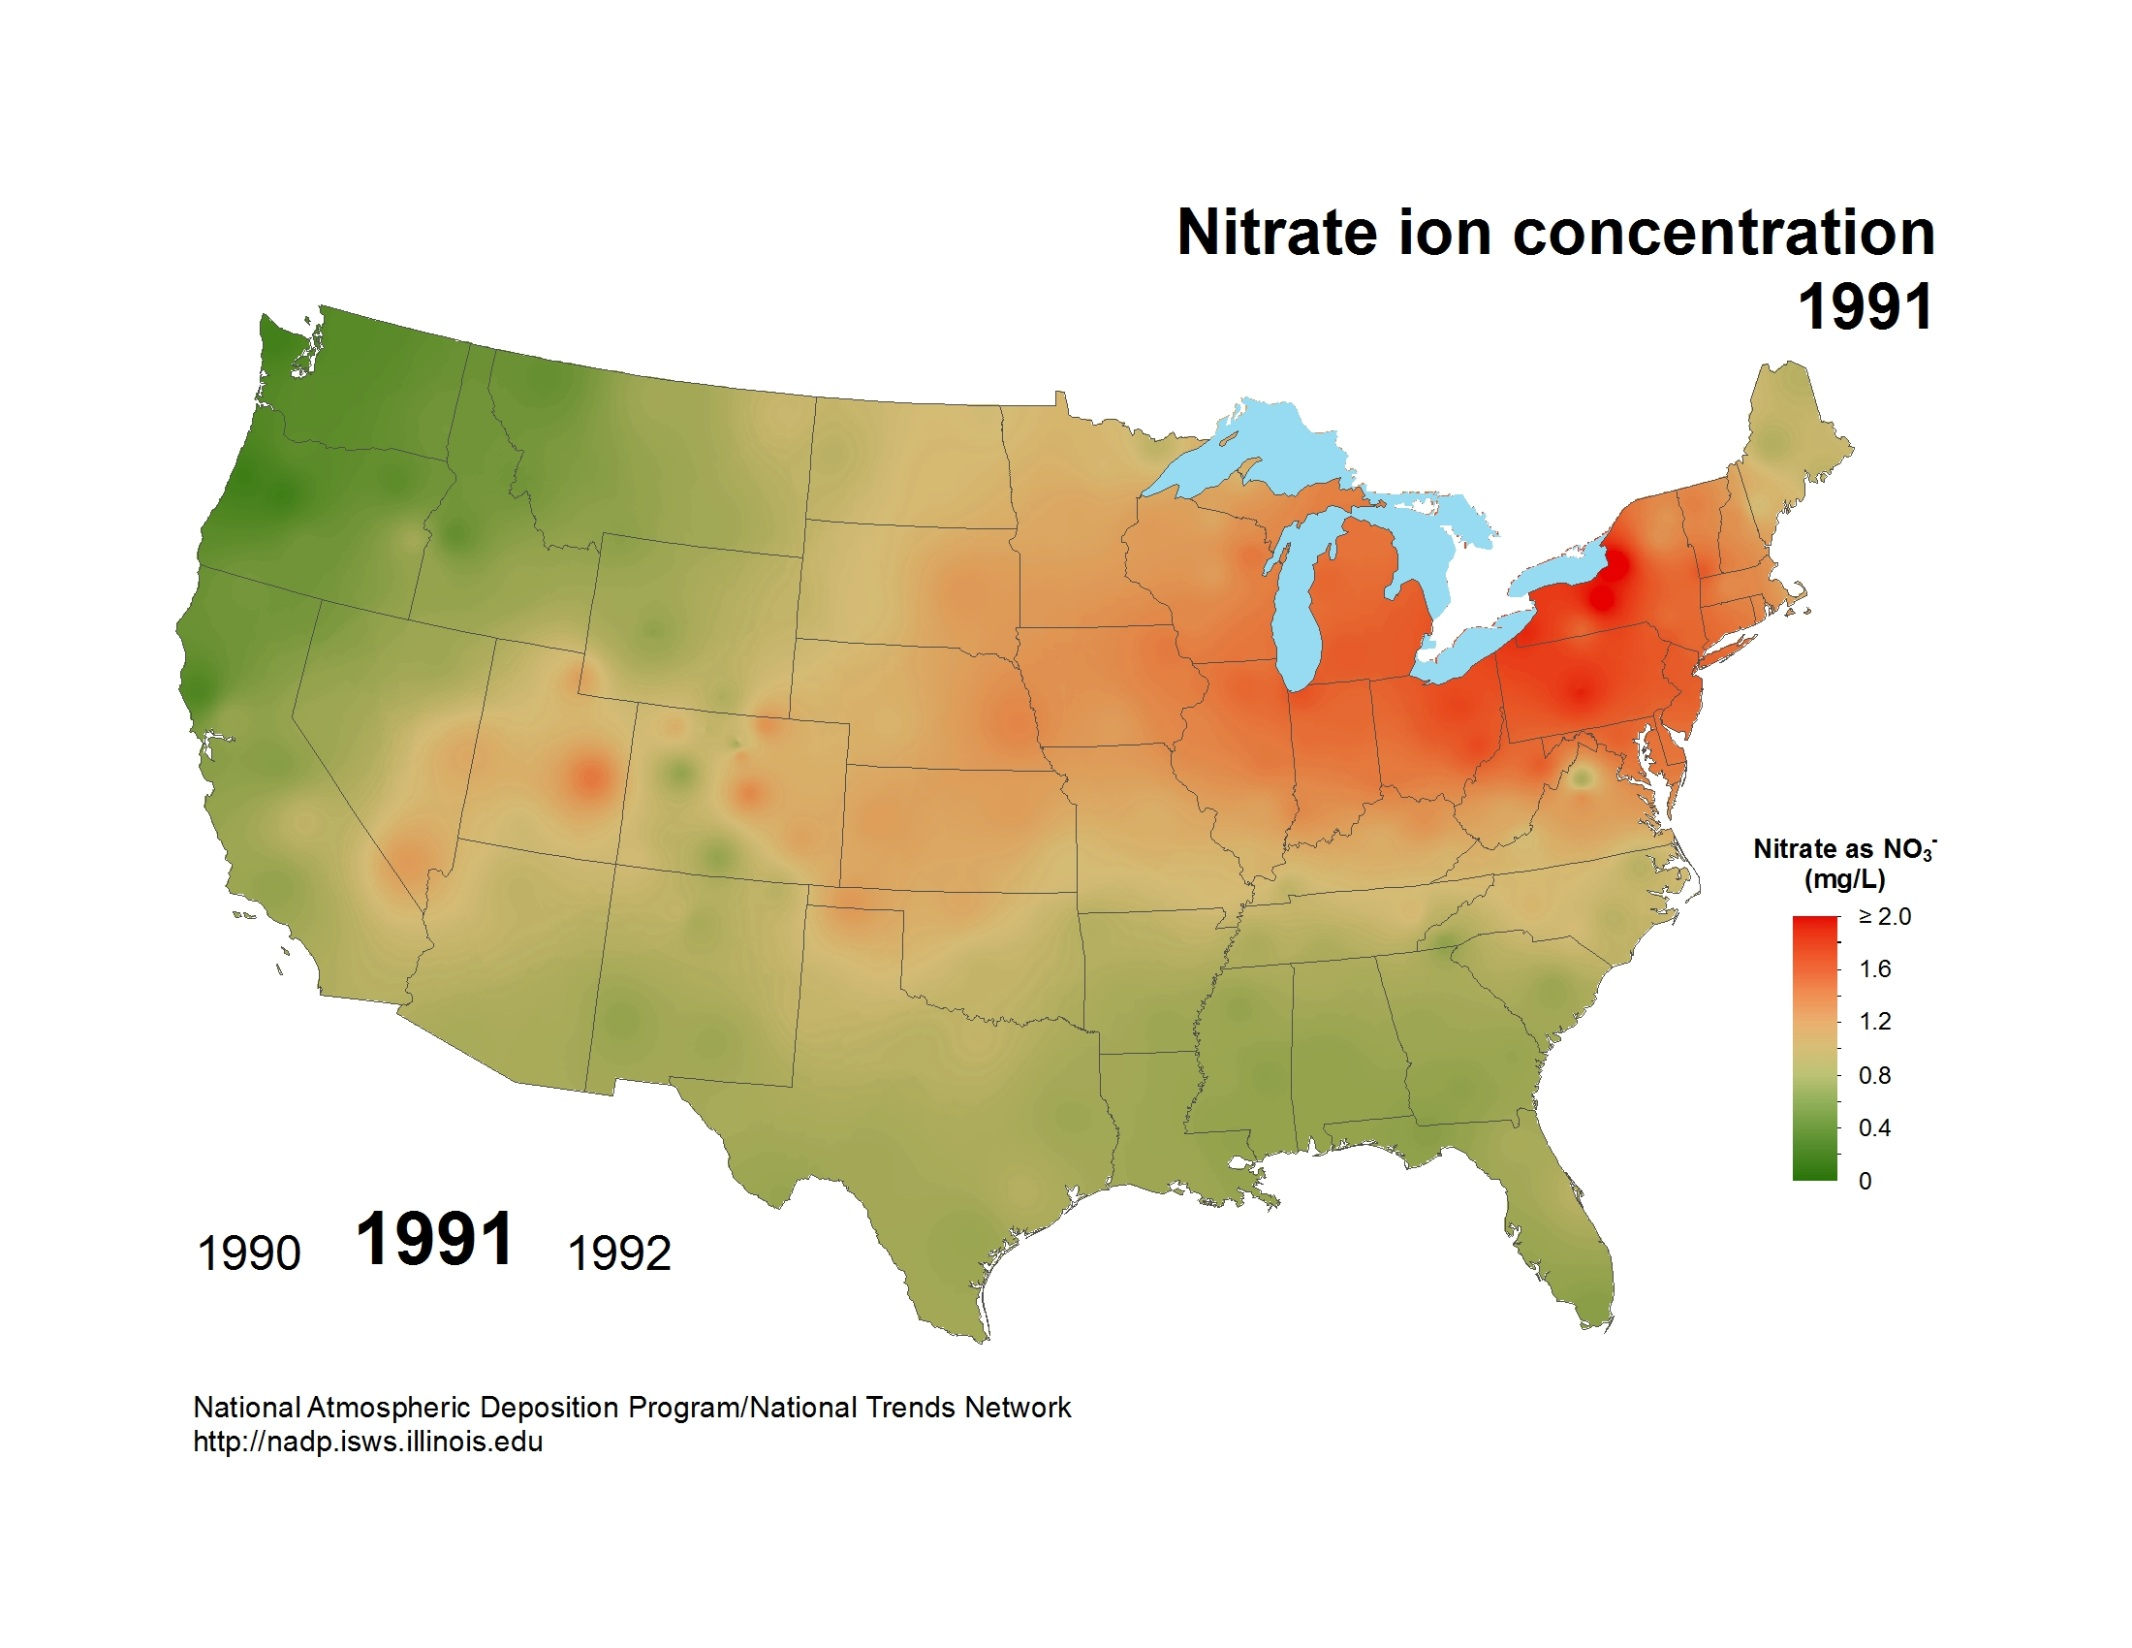 Nitrate ion concentration
1991
Nitrate as NO₃⁻
(mg/L)
≥ 2.0
1.6
1.2
0.8
0.4
0
1990 1991 1992
National Atmospheric Deposition Program/National Trends Network
http://nadp.isws.illinois.edu